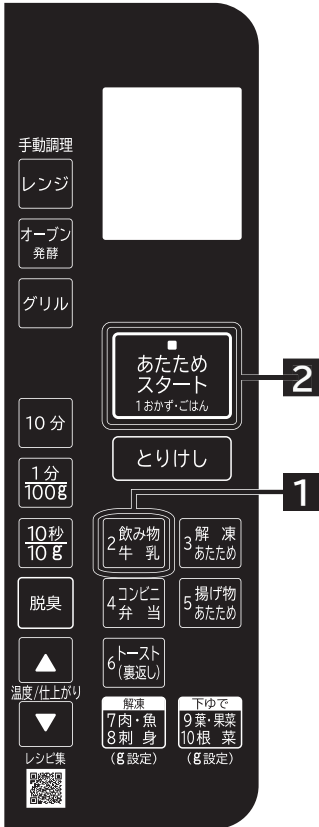 手動調理
レンジ
オーブン
発酵
グリル
あたため
スタート
1おかず・ごはん
2
10分
とりけし
1分
100g
1
10秒
10g
2飲み物
牛乳
3解凍
あたため
脱臭
4コンビニ
弁当
5揚げ物
あたため
温度/仕上がり
6トースト
(裏返し)
解凍
7肉・魚
8刺身
(g設定)
下ゆで
9葉・果菜
10根菜
(g設定)
レシピ集